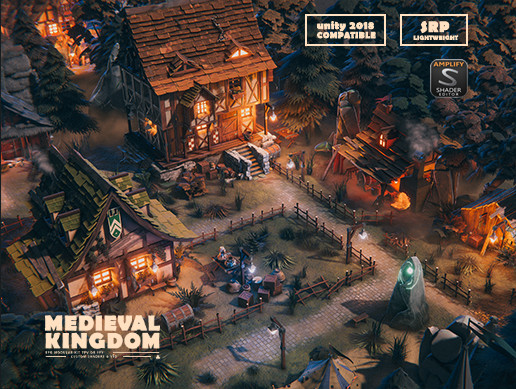 unity 2018
COMPATIBLE
SRP
LIGHTWEIGHT
AMPLIFY
S
SHADER
EDITOR
MEDIEVAL
KINGDOM